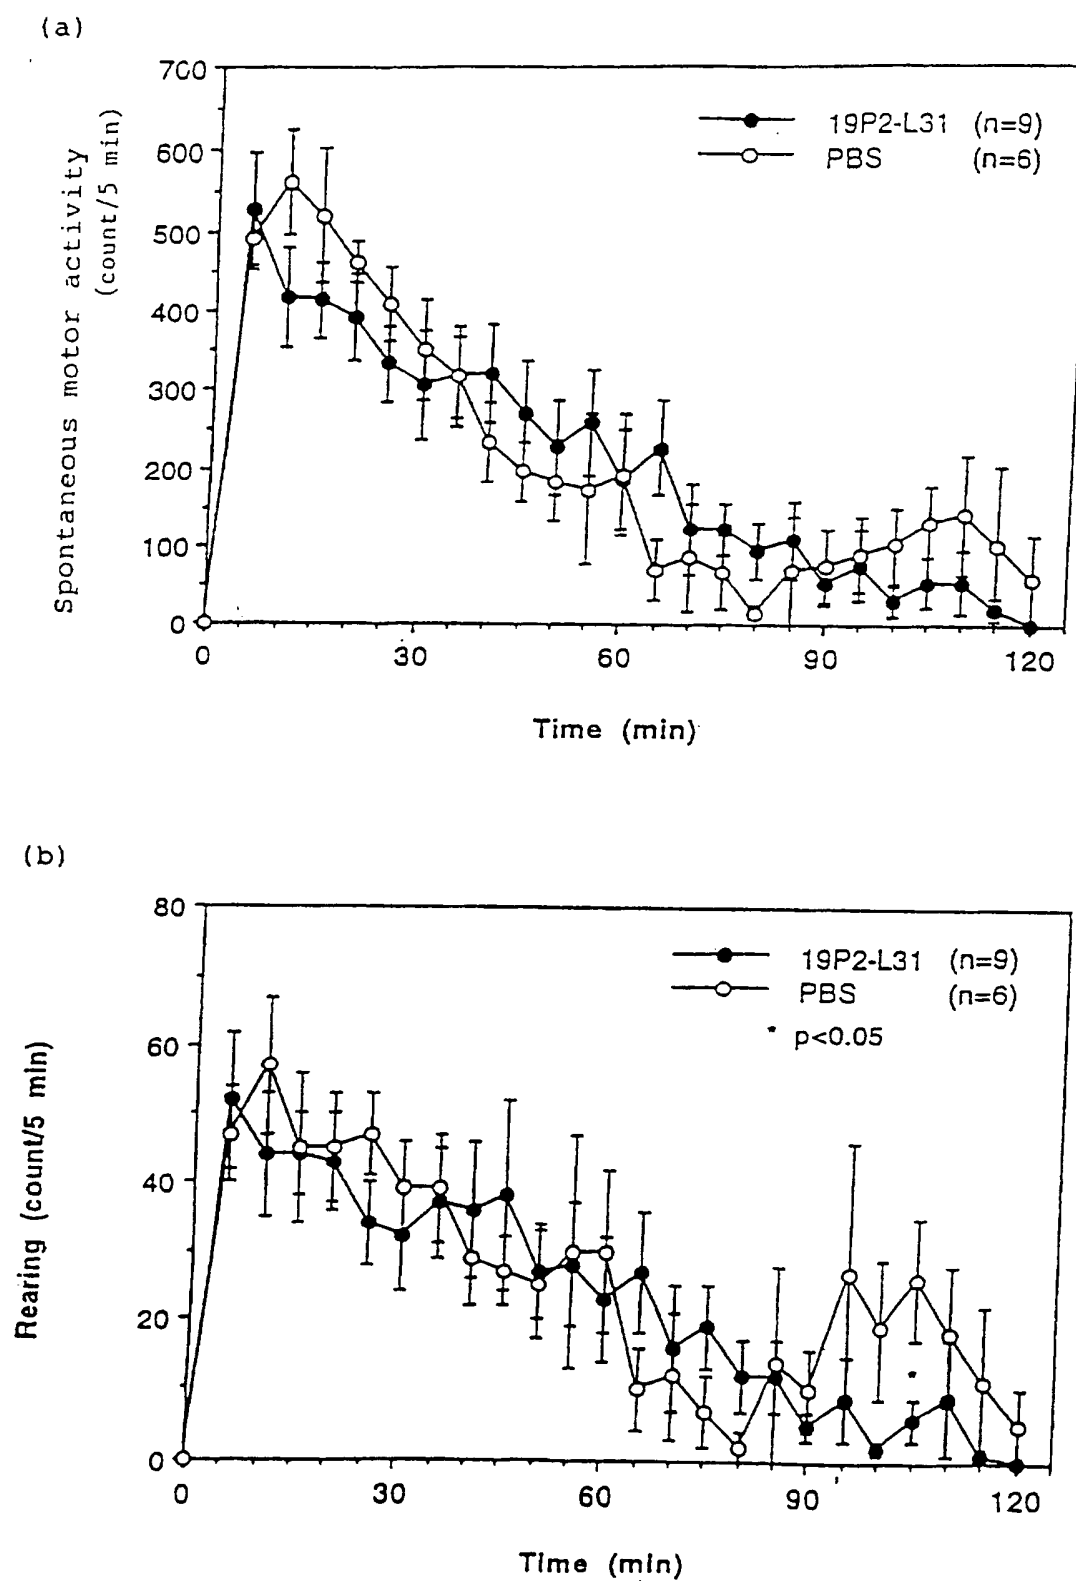 (a)
700
600
500
400
300
200
100
0
Spontaneous motor activity
(count/5 min)
19P2-L31 (n=9)
PBS (n=6)
0 30 60 90 120
Time (min)
(b)
80
60
40
20
0
Rearing (count/5 min)
19P2-L31 (n=9)
PBS (n=6)
* p<0.05
*
0 30 60 90 120
Time (min)